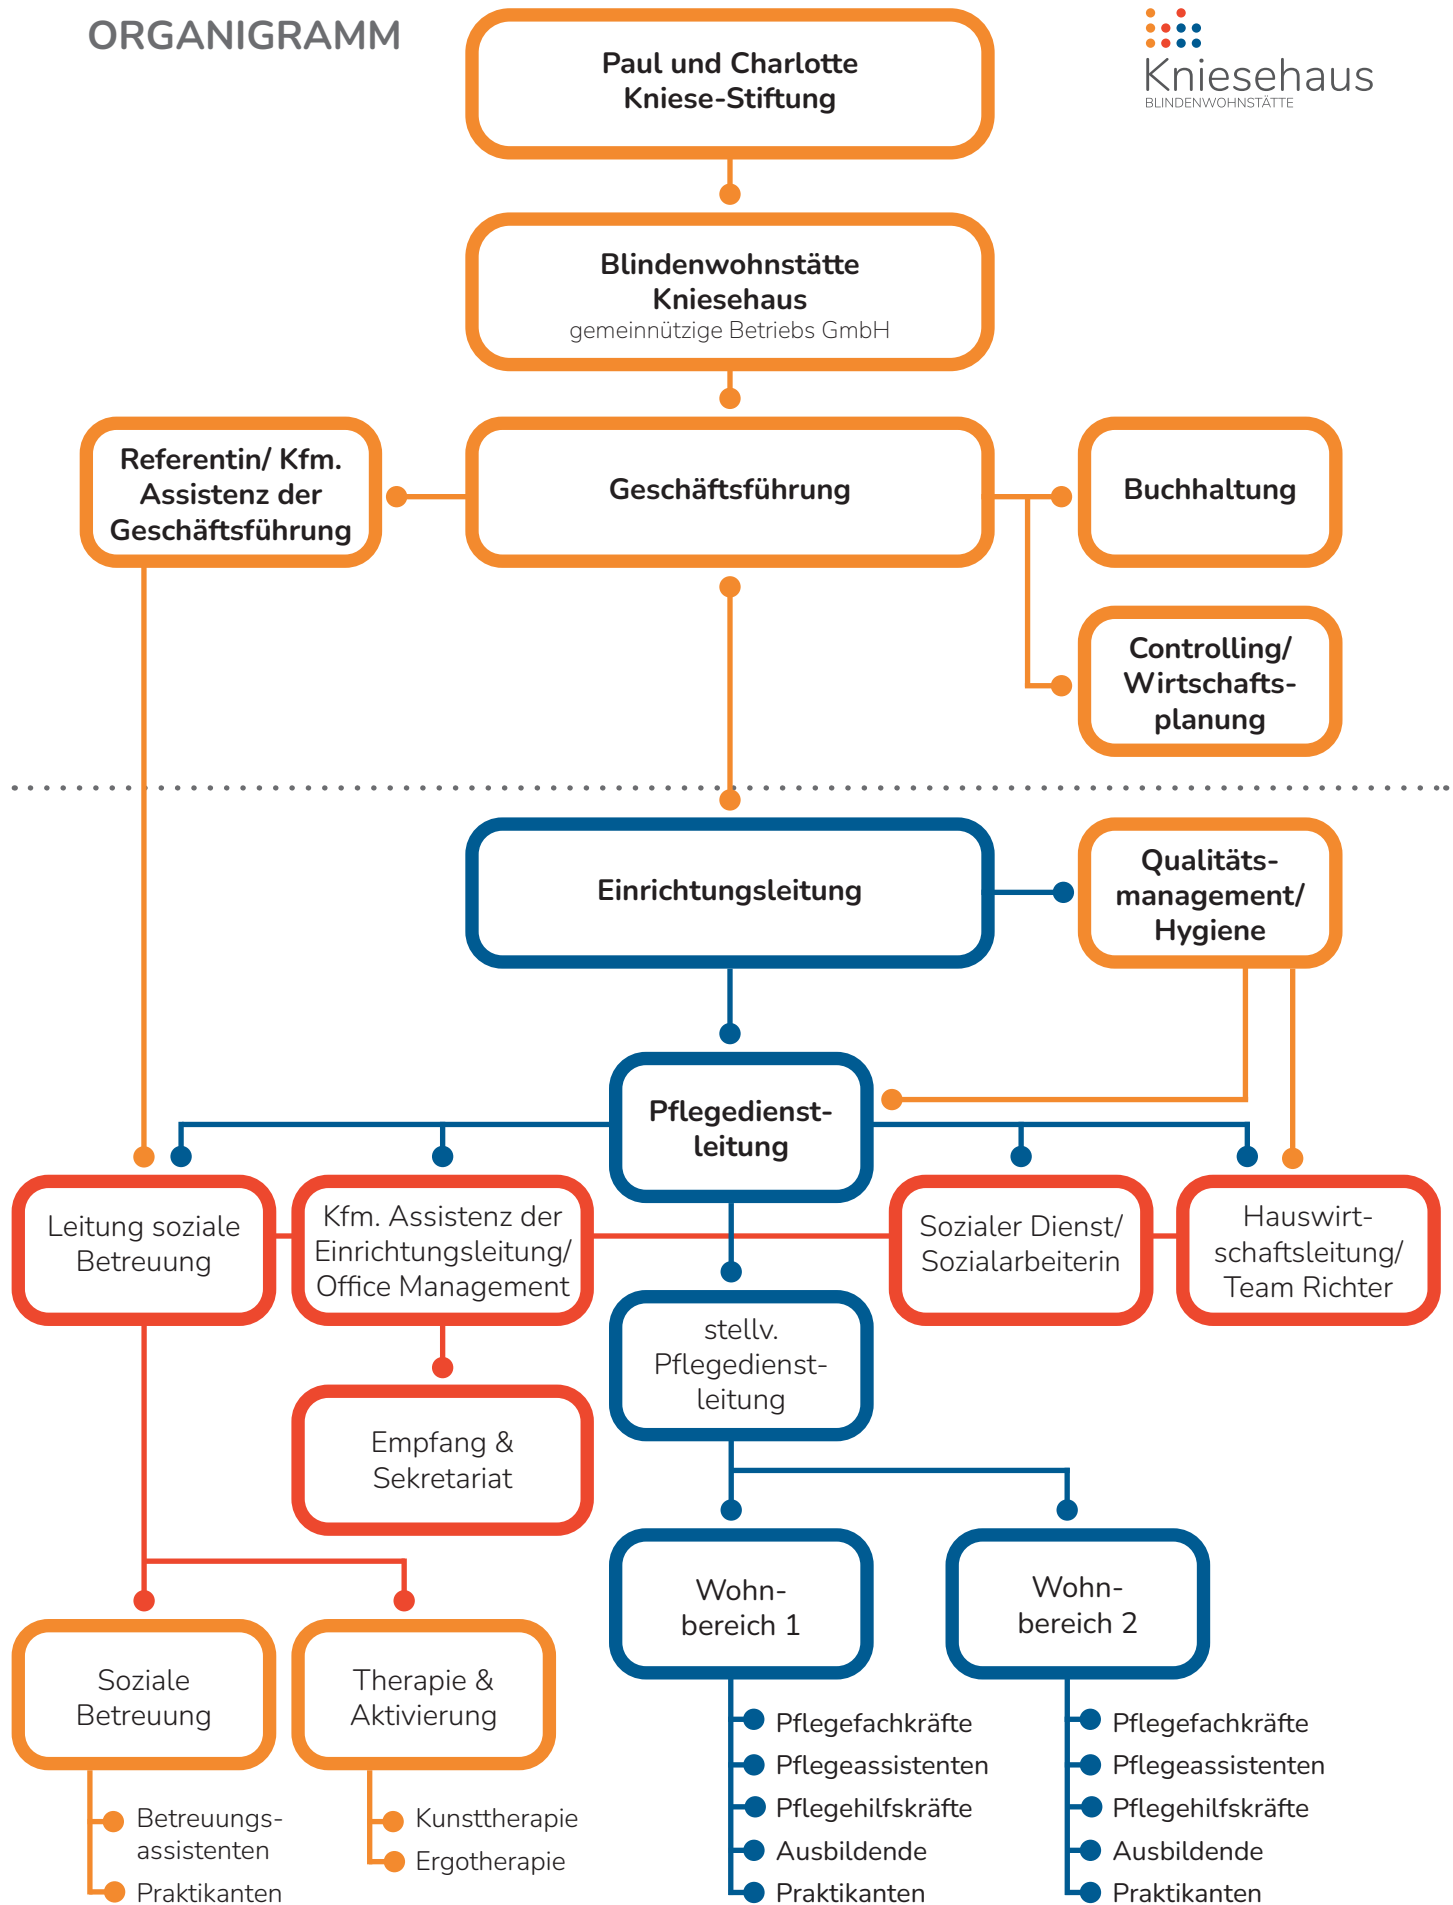 ORGANIGRAMM
Kniesehaus
BLINDENWOHNSTÄTTE
Paul und Charlotte
Kniese-Stiftung
Blindenwohnstätte
Kniesehaus
gemeinnützige Betriebs GmbH
Referentin/ Kfm.
Assistenz der
Geschäftsführung
Geschäftsführung
Buchhaltung
Controlling/
Wirtschafts-
planung
Einrichtungsleitung
Qualitäts-
management/
Hygiene
Pflegedienst-
leitung
Leitung soziale
Betreuung
Kfm. Assistenz der
Einrichtungsleitung/
Office Management
Sozialer Dienst/
Sozialarbeiterin
Hauswirt-
schaftsleitung/
Team Richter
stellv.
Pflegedienst-
leitung
Empfang &
Sekretariat
Wohn-
bereich 1
Wohn-
bereich 2
Soziale
Betreuung
Therapie &
Aktivierung
Betreuungs-
assistenten
Praktikanten
Kunsttherapie
Ergotherapie
Pflegefachkräfte
Pflegeassistenten
Pflegehilfskräfte
Ausbildende
Praktikanten
Pflegefachkräfte
Pflegeassistenten
Pflegehilfskräfte
Ausbildende
Praktikanten